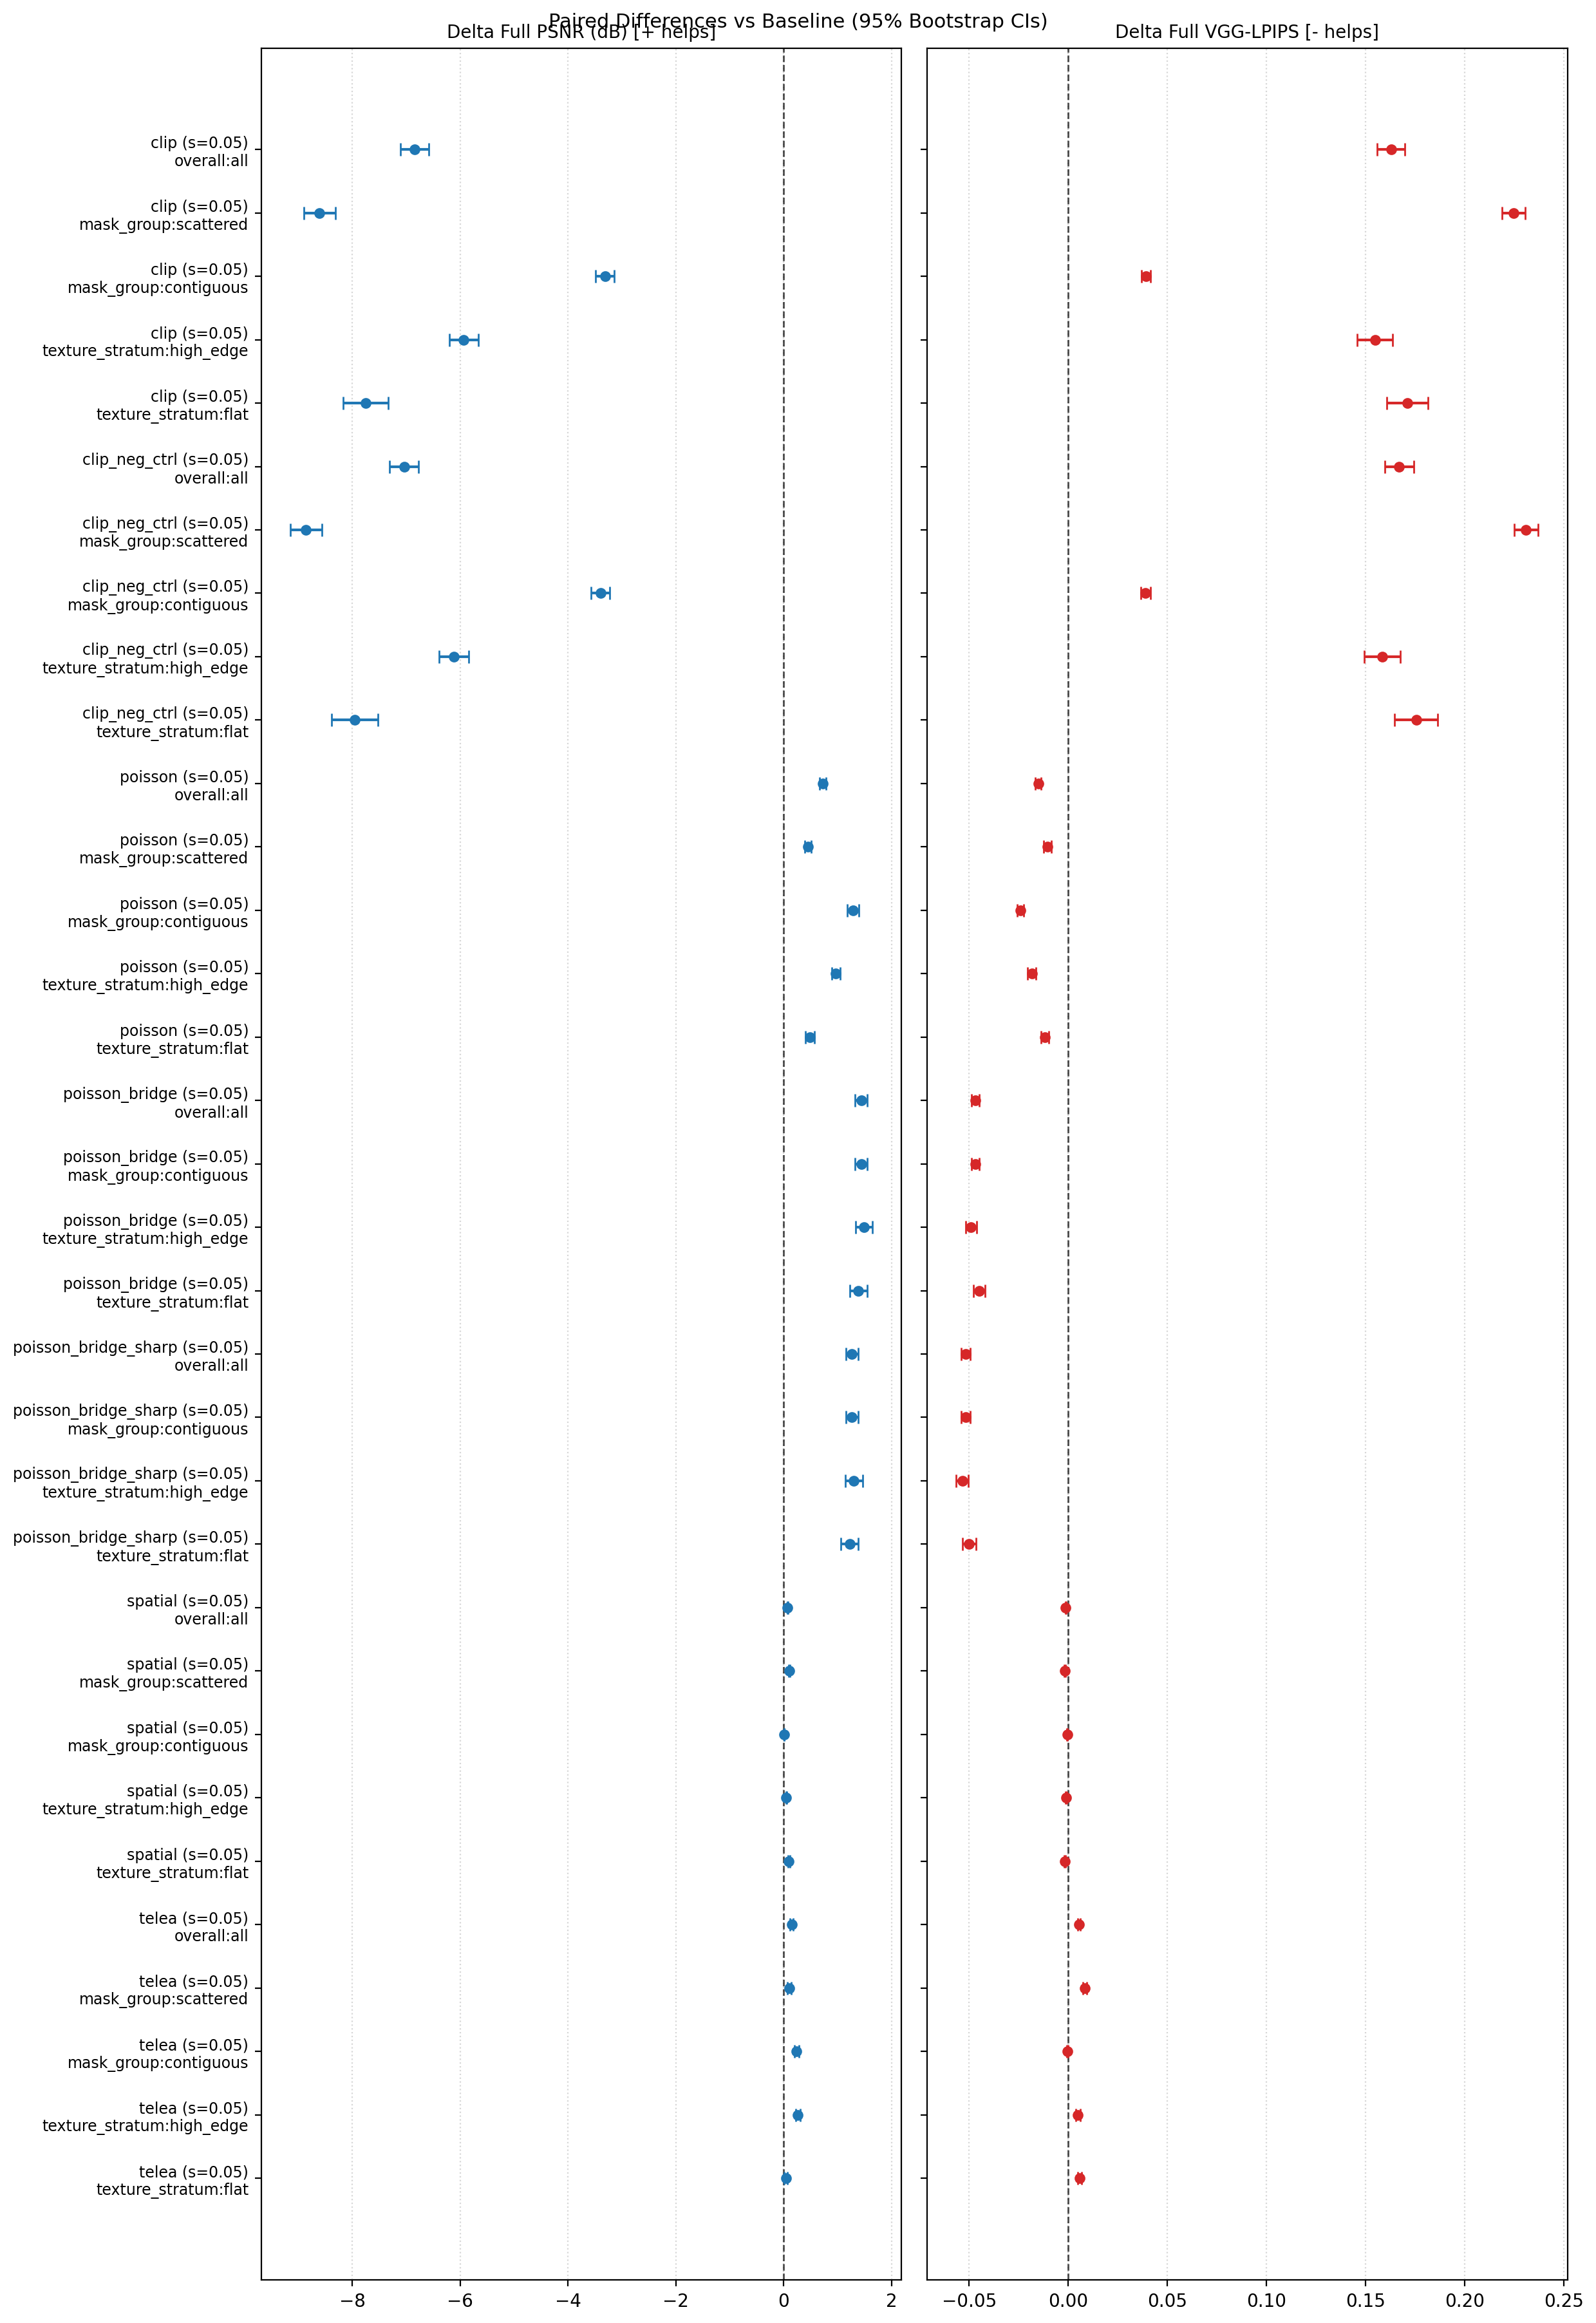 Paired Differences vs Baseline (95% Bootstrap CIs)
Delta Full PSNR (dB) [+ helps]
Delta Full VGG-LPIPS [- helps]
clip (s=0.05)
overall:all
clip (s=0.05)
mask_group:scattered
clip (s=0.05)
mask_group:contiguous
clip (s=0.05)
texture_stratum:high_edge
clip (s=0.05)
texture_stratum:flat
clip_neg_ctrl (s=0.05)
overall:all
clip_neg_ctrl (s=0.05)
mask_group:scattered
clip_neg_ctrl (s=0.05)
mask_group:contiguous
clip_neg_ctrl (s=0.05)
texture_stratum:high_edge
clip_neg_ctrl (s=0.05)
texture_stratum:flat
poisson (s=0.05)
overall:all
poisson (s=0.05)
mask_group:scattered
poisson (s=0.05)
mask_group:contiguous
poisson (s=0.05)
texture_stratum:high_edge
poisson (s=0.05)
texture_stratum:flat
poisson_bridge (s=0.05)
overall:all
poisson_bridge (s=0.05)
mask_group:contiguous
poisson_bridge (s=0.05)
texture_stratum:high_edge
poisson_bridge (s=0.05)
texture_stratum:flat
poisson_bridge_sharp (s=0.05)
overall:all
poisson_bridge_sharp (s=0.05)
mask_group:contiguous
poisson_bridge_sharp (s=0.05)
texture_stratum:high_edge
poisson_bridge_sharp (s=0.05)
texture_stratum:flat
spatial (s=0.05)
overall:all
spatial (s=0.05)
mask_group:scattered
spatial (s=0.05)
mask_group:contiguous
spatial (s=0.05)
texture_stratum:high_edge
spatial (s=0.05)
texture_stratum:flat
telea (s=0.05)
overall:all
telea (s=0.05)
mask_group:scattered
telea (s=0.05)
mask_group:contiguous
telea (s=0.05)
texture_stratum:high_edge
telea (s=0.05)
texture_stratum:flat
−8 −6 −4 −2 0 2
−0.05 0.00 0.05 0.10 0.15 0.20 0.25